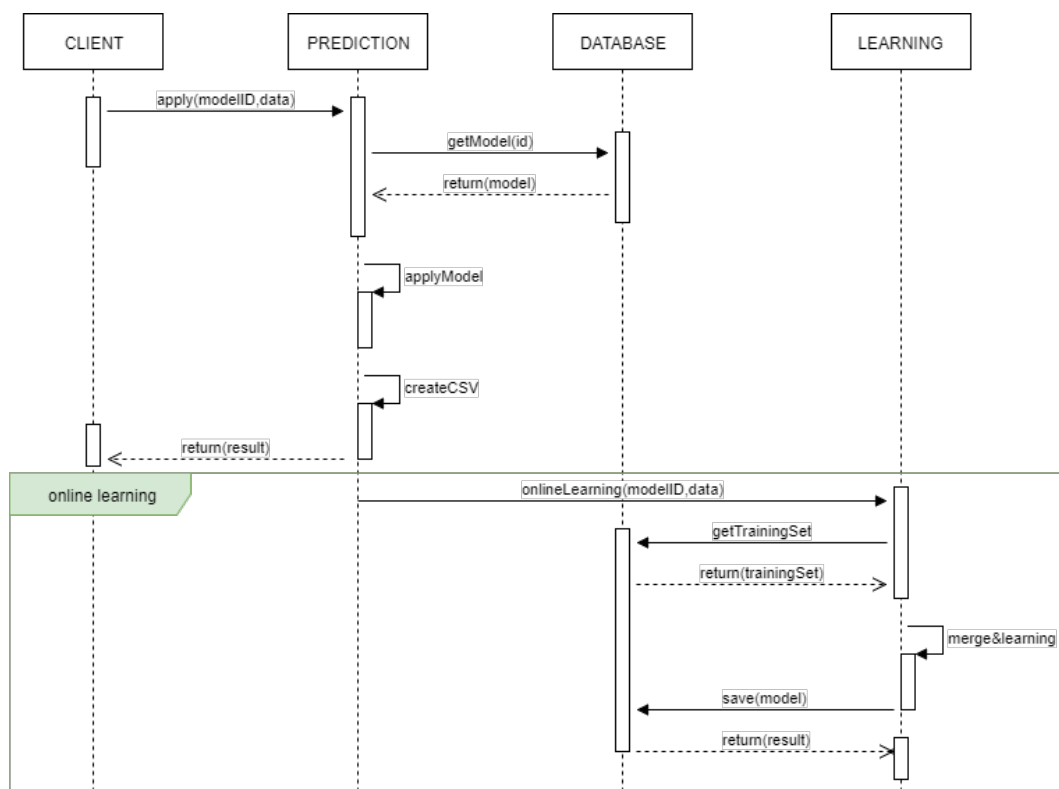 CLIENT
PREDICTION
DATABASE
LEARNING
apply(modelID,data)
getModel(id)
return(model)
applyModel
createCSV
return(result)
online learning
onlineLearning(modelID,data)
getTrainingSet
return(trainingSet)
merge&learning
save(model)
return(result)